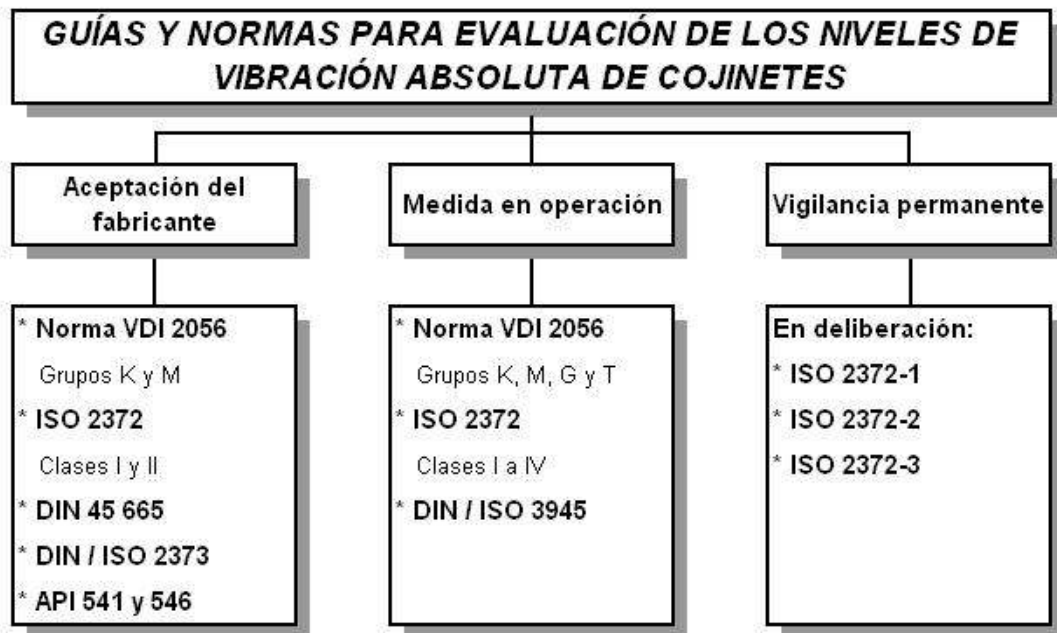 GUÍAS Y NORMAS PARA EVALUACIÓN DE LOS NIVELES DE
VIBRACIÓN ABSOLUTA DE COJINETES
Aceptación del
fabricante
* Norma VDI 2056
Grupos K y M
* ISO 2372
Clases I y II
* DIN 45 665
* DIN / ISO 2373
* API 541 y 546
Medida en operación
* Norma VDI 2056
Grupos K, M, G y T
* ISO 2372
Clases I a IV
* DIN / ISO 3945
Vigilancia permanente
En deliberación:
* ISO 2372-1
* ISO 2372-2
* ISO 2372-3